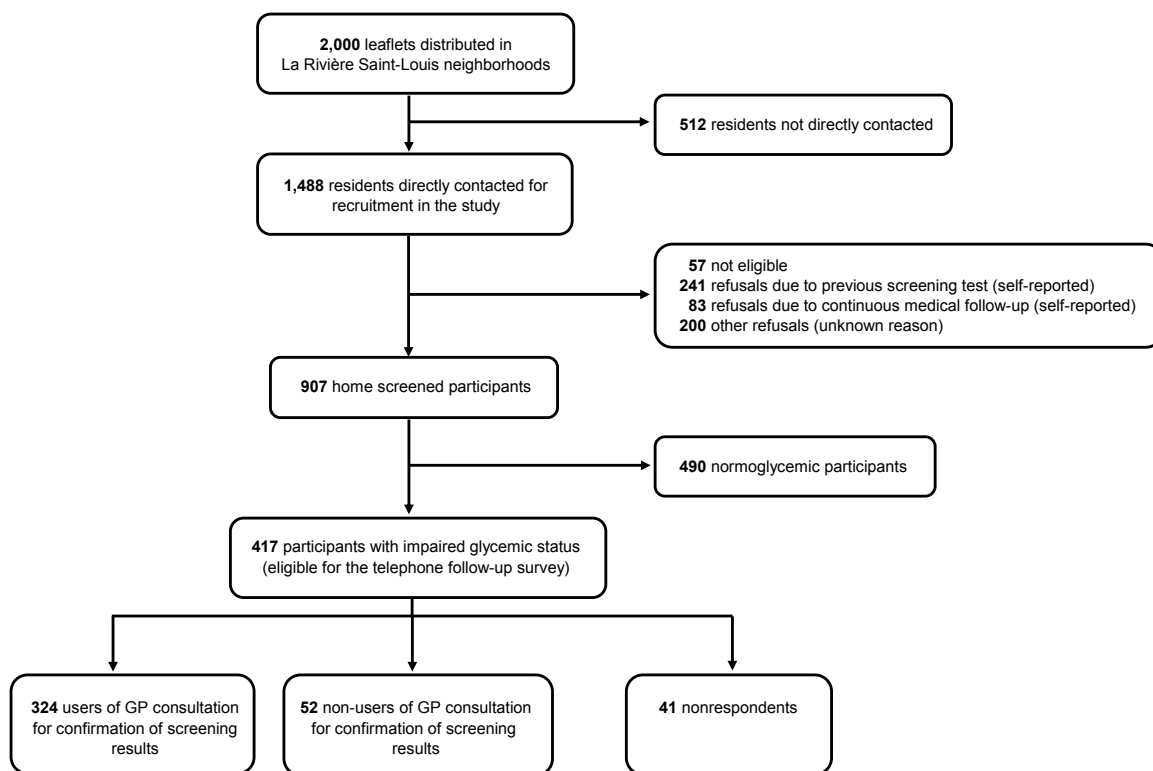 2,000 leaflets distributed in
La Rivière Saint-Louis neighborhoods
512 residents not directly contacted
1,488 residents directly contacted for
recruitment in the study
57 not eligible
241 refusals due to previous screening test (self-reported)
83 refusals due to continuous medical follow-up (self-reported)
200 other refusals (unknown reason)
907 home screened participants
490 normoglycemic participants
417 participants with impaired glycemic status
(eligible for the telephone follow-up survey)
324 users of GP consultation
for confirmation of screening
results
52 non-users of GP consultation
for confirmation of screening
results
41 nonrespondents